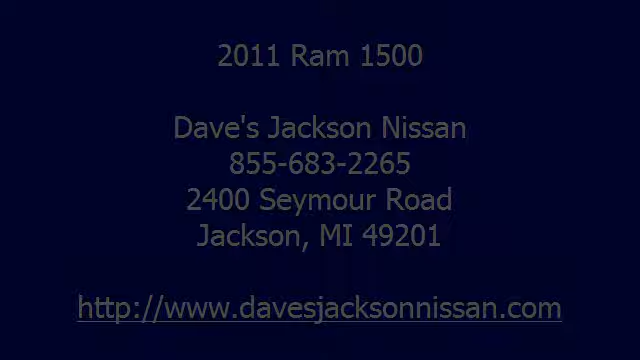 2011 Ram 1500
Dave's Jackson Nissan
855-683-2265
2400 Seymour Road
Jackson, MI 49201
http://www.davesjacksonnissan.com